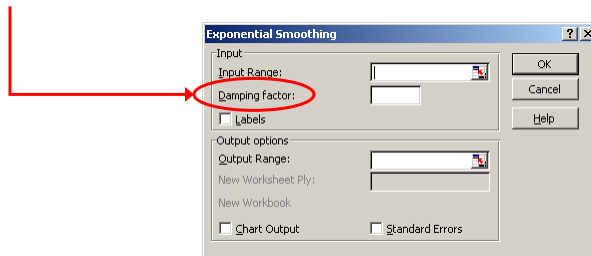 Exponential Smoothing
Input
Input Range:
OK
Damping factor:
Cancel
Labels
Help
Output options
Output Range:
New Worksheet Ply:
New Workbook
Chart Output
Standard Errors